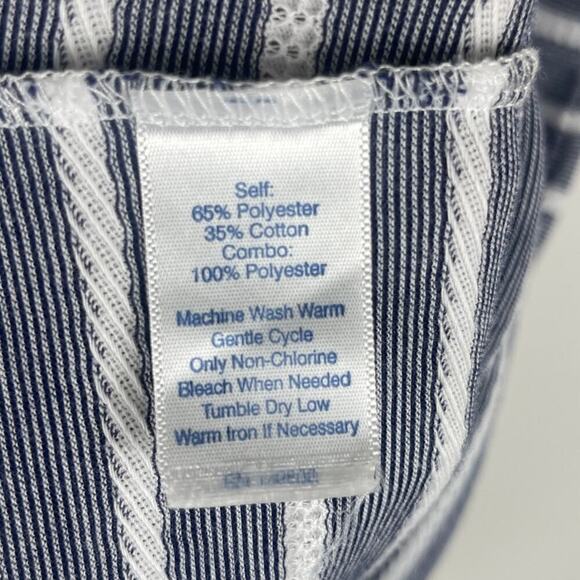 Self:
65% Polyester
35% Cotton
Combo:
100% Polyester
Machine Wash Warm
Gentle Cycle
Only Non-Chlorine
Bleach When Needed
Tumble Dry Low
Warm Iron If Necessary